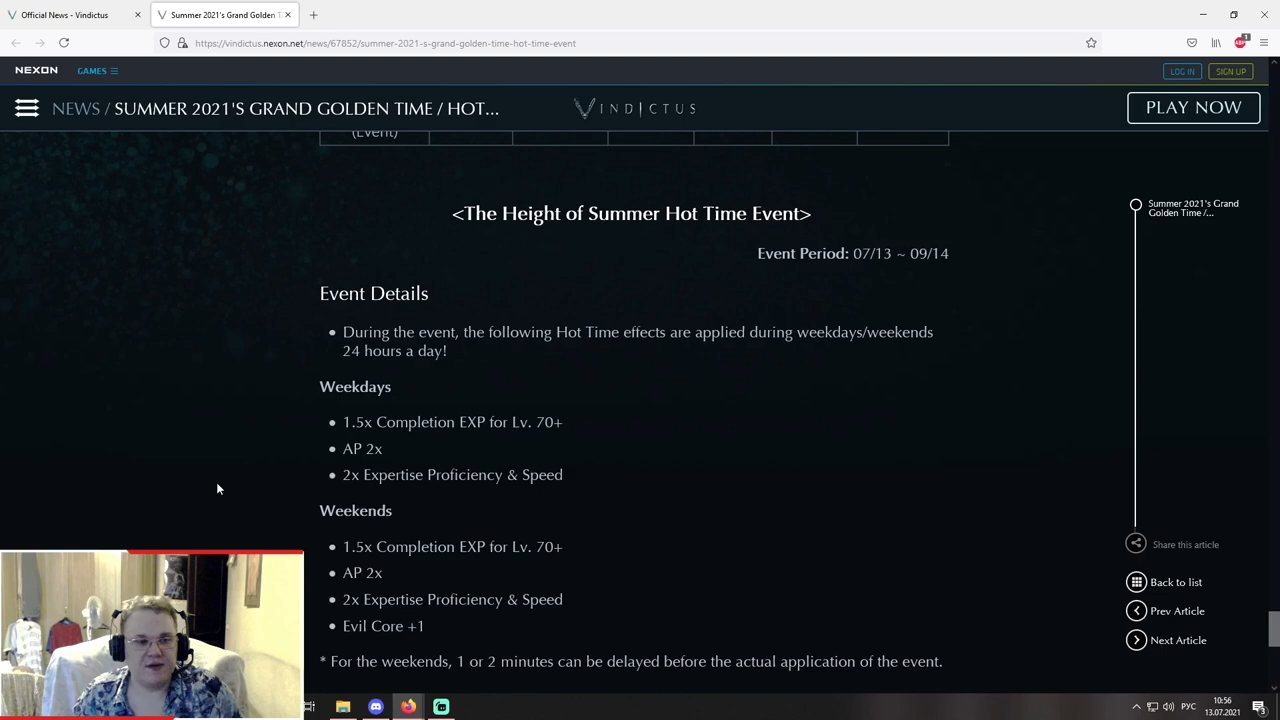 Official News - Vindictus
Summer 2021's Grand Golden T
https://vindictus.nexon.net/news/67852/summer-2021-s-grand-golden-time-hot-time-event
ABP
1
NEXON
GAMES
LOG IN
SIGN UP
NEWS / SUMMER 2021'S GRAND GOLDEN TIME / HOT...
VINDICTUS
PLAY NOW
(Event)
<The Height of Summer Hot Time Event>
Event Period: 07/13 ~ 09/14
Event Details
During the event, the following Hot Time effects are applied during weekdays/weekends
24 hours a day!
Weekdays
1.5x Completion EXP for Lv. 70+
AP 2x
2x Expertise Proficiency & Speed
Weekends
1.5x Completion EXP for Lv. 70+
AP 2x
2x Expertise Proficiency & Speed
Evil Core +1
* For the weekends, 1 or 2 minutes can be delayed before the actual application of the event.
Summer 2021's Grand
Golden Time /...
Share this article
Back to list
Prev Article
Next Article
РУС
10:56
13.07.2021
3